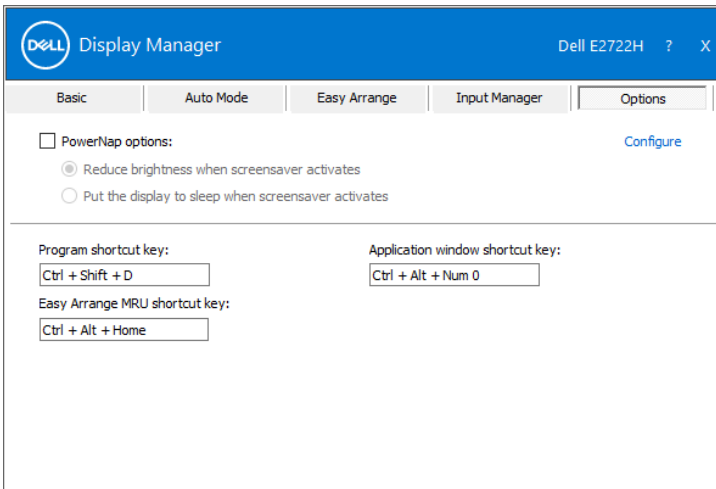 DELL Display Manager Dell E2722H ? X
Basic Auto Mode Easy Arrange Input Manager Options
PowerNap options: Configure
Reduce brightness when screensaver activates
Put the display to sleep when screensaver activates
Program shortcut key: Application window shortcut key:
Ctrl + Shift + D Ctrl + Alt + Num 0
Easy Arrange MRU shortcut key:
Ctrl + Alt + Home